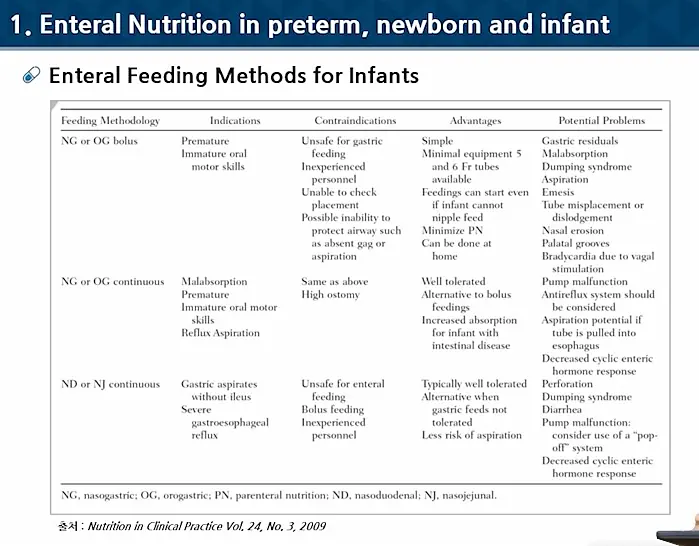 1. Enteral Nutrition in preterm, newborn and infant
Enteral Feeding Methods for Infants
Feeding Methodology Indications Contraindications Advantages Potential Problems
NG or OG bolus Premature Unsafe for gastric Simple Gastric residuals
Immature oral feeding Minimal equipment 5 Malabsorption
motor skills Inexperienced and 6 Fr tubes Dumping syndrome
personnel available Aspiration
Unable to check Feedings can start even Emesis
placement if infant cannot Tube misplacement or
Possible inability to nipple feed dislodgement
protect airway such Minimize PN Nasal erosion
as absent gag or Can be done at Palatal grooves
aspiration home Bradycardia due to vagal
stimulation
NG or OG continuous Malabsorption Same as above Well tolerated Pump malfunction
Premature High ostomy Alternative to bolus Antireflux system should
Immature oral motor feedings be considered
skills Increased absorption Aspiration potential if
Reflux Aspiration for infant with tube is pulled into
intestinal disease esophagus
Decreased cyclic enteric
hormone response
ND or NJ continuous Gastric aspirates Unsafe for enteral Typically well tolerated Perforation
without ileus feeding Alternative when Dumping syndrome
Severe Bolus feeding gastric feeds not Diarrhea
gastroesophageal Inexperienced tolerated Pump malfunction:
reflux personnel Less risk of aspiration consider use of a “pop-
off” system
Decreased cyclic enteric
hormone response
NG, nasogastric; OG, orogastric; PN, parenteral nutrition; ND, nasoduodenal; NJ, nasojejunal.
출처 : Nutrition in Clinical Practice Vol. 24, No. 3, 2009